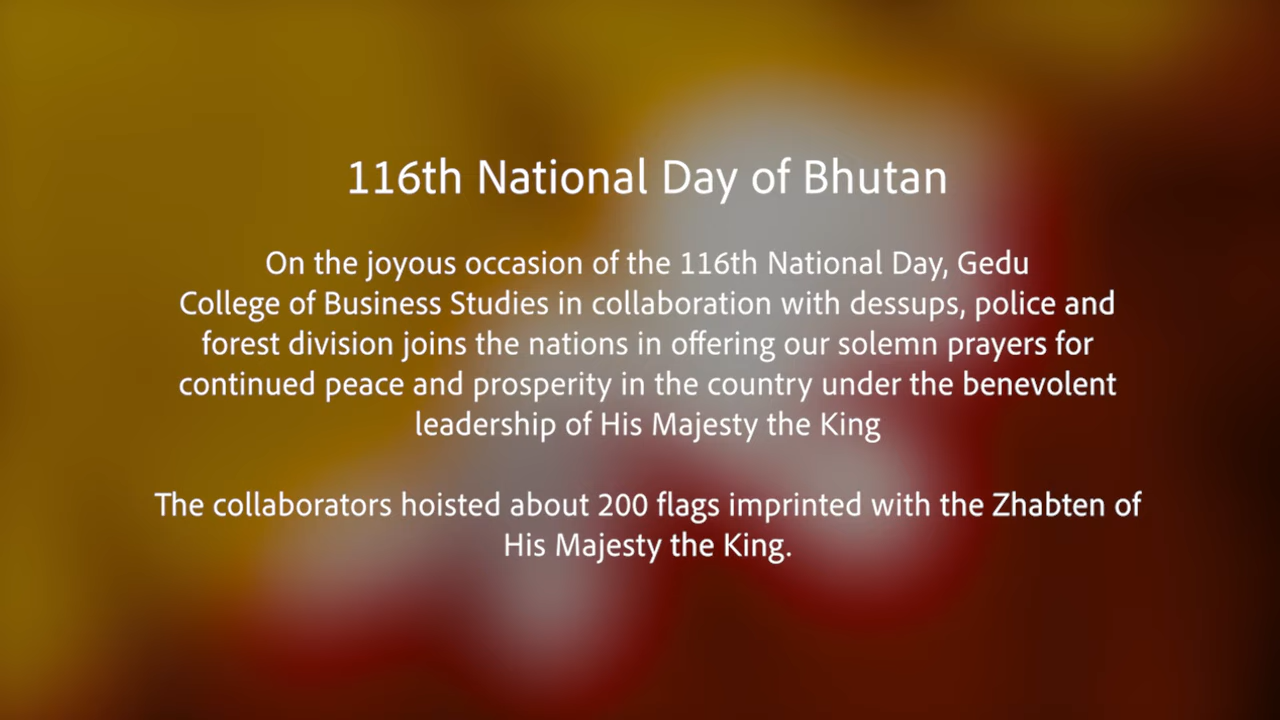 116th National Day of Bhutan
On the joyous occasion of the 116th National Day, Gedu
College of Business Studies in collaboration with dessups, police and
forest division joins the nations in offering our solemn prayers for
continued peace and prosperity in the country under the benevolent
leadership of His Majesty the King
The collaborators hoisted about 200 flags imprinted with the Zhabten of
His Majesty the King.